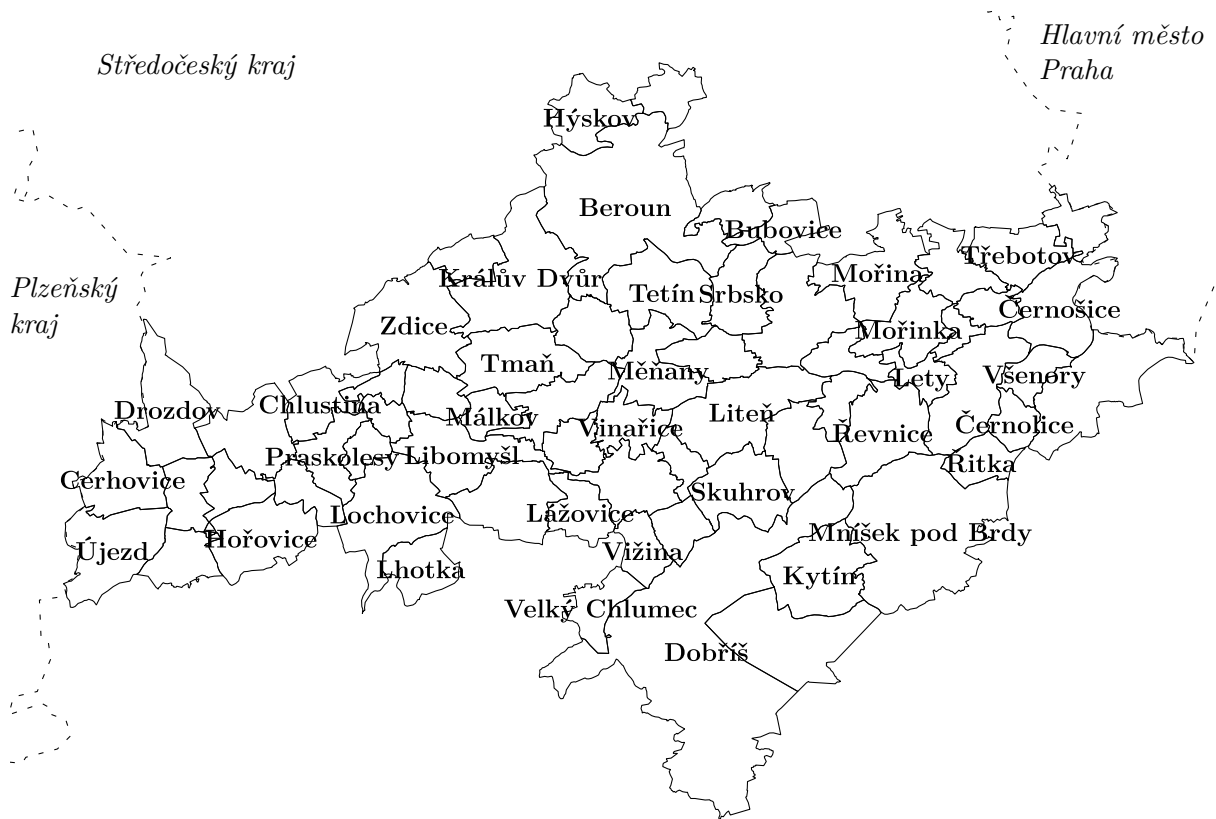 Hlavní město
Praha
Středočeský kraj
Hýskov
Beroun
Bubovice
Třebotov
Mořina
Králův Dvůr
Tetín
Srbsko
Plzeňský
kraj
Černošice
Zdice
Mořinka
Tmaň
Měňany
Lety
Všenory
Drozdov
Chlustina
Málkov
Liteň
Vinařice
Řevnice
Černolice
Praskolesy
Libomyšl
Řitka
Cerhovice
Skuhrov
Lochovice
Lážovice
Mníšek pod Brdy
Hořovice
Újezd
Vižina
Lhotka
Kytín
Velký Chlumec
Dobříš